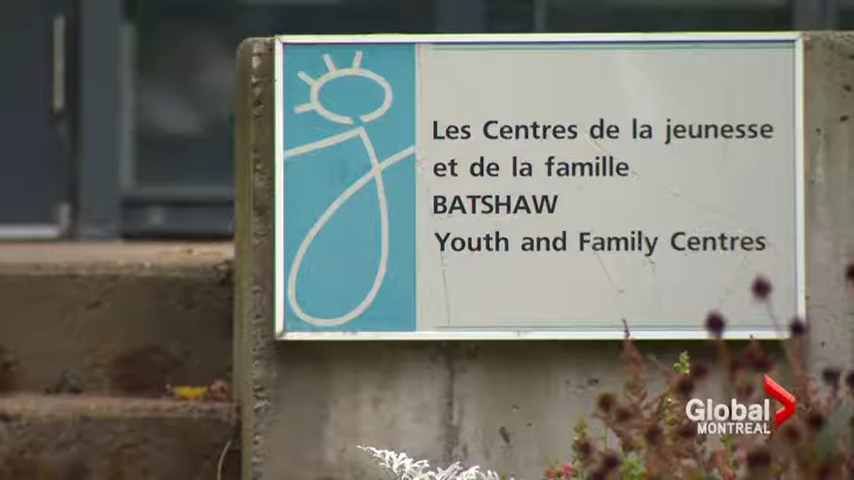 Les Centres de la jeunesse
et de la famille
BATSHAW
Youth and Family Centres
Global
MONTREAL